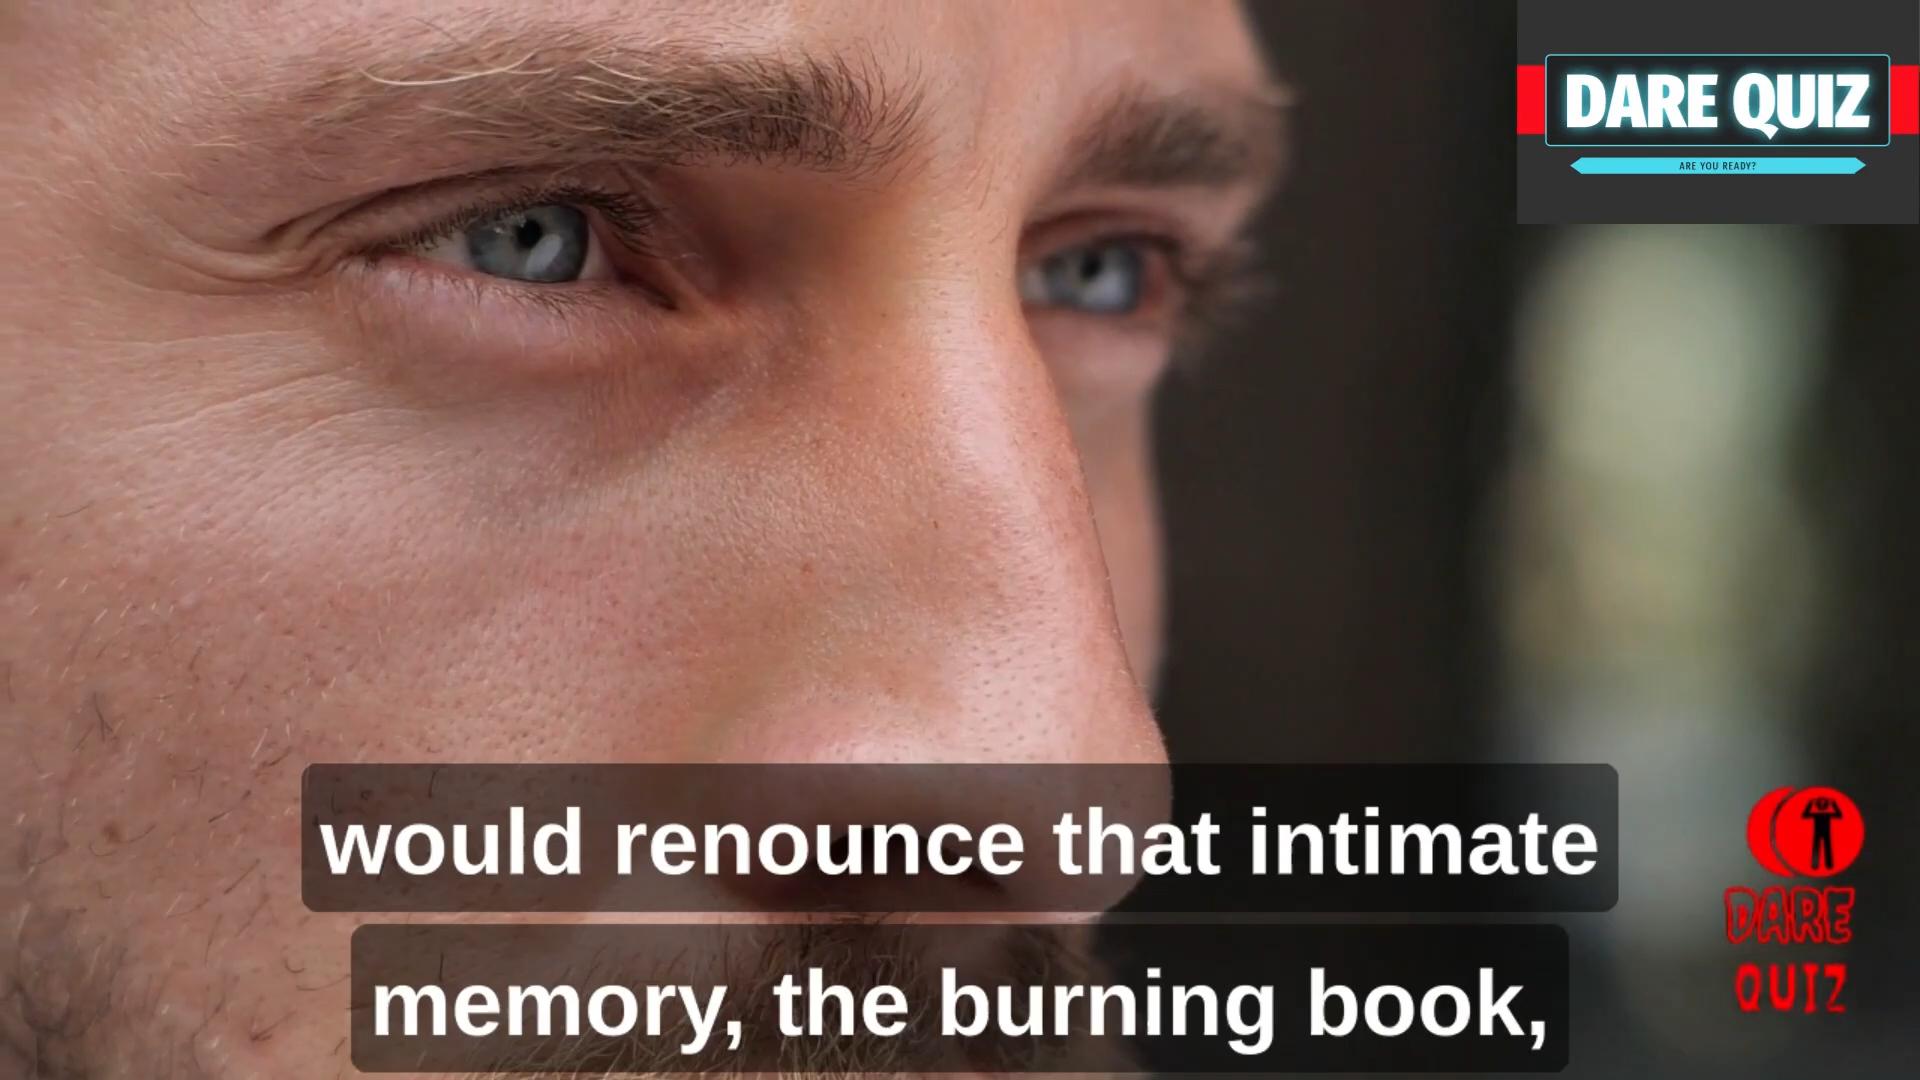 DARE QUIZ
ARE YOU READY?
would renounce that intimate
memory, the burning book,
DARE
QUIZ